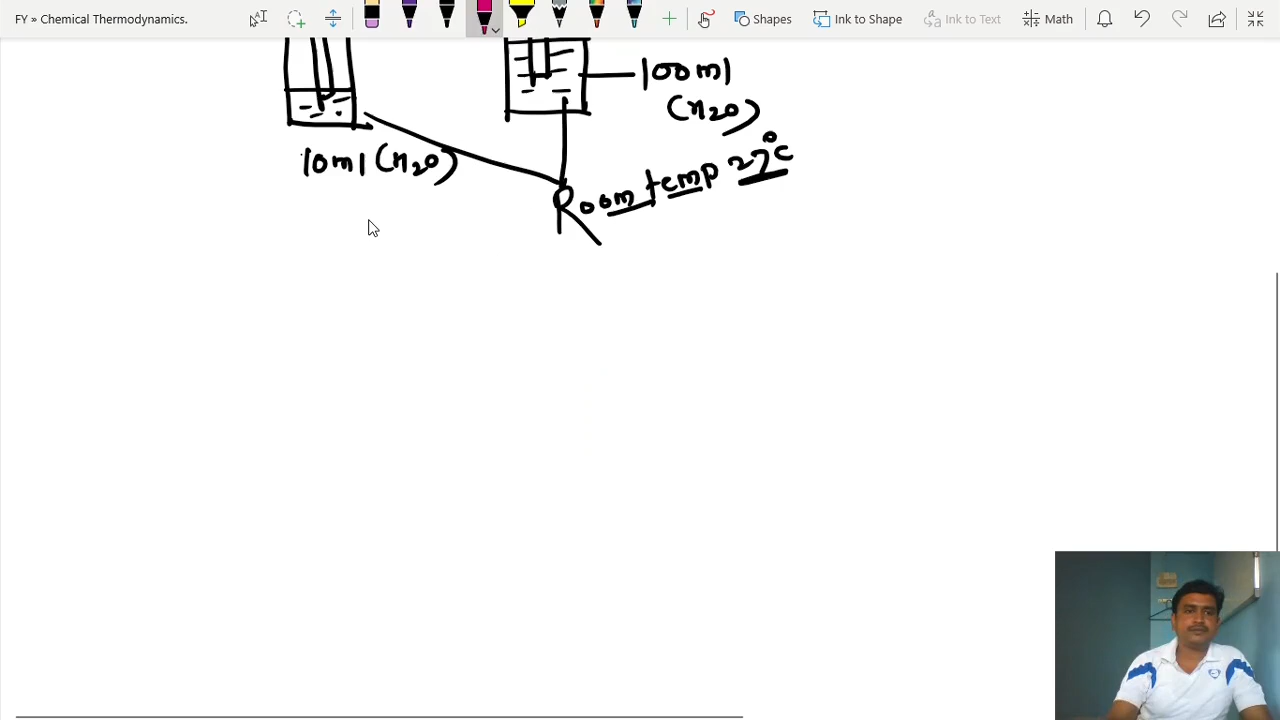 FY » Chemical Thermodynamics.
Shapes
Ink to Shape
Ink to Text
Math
100ml
(H2O)
10ml (H2O)
Room temp 27°C